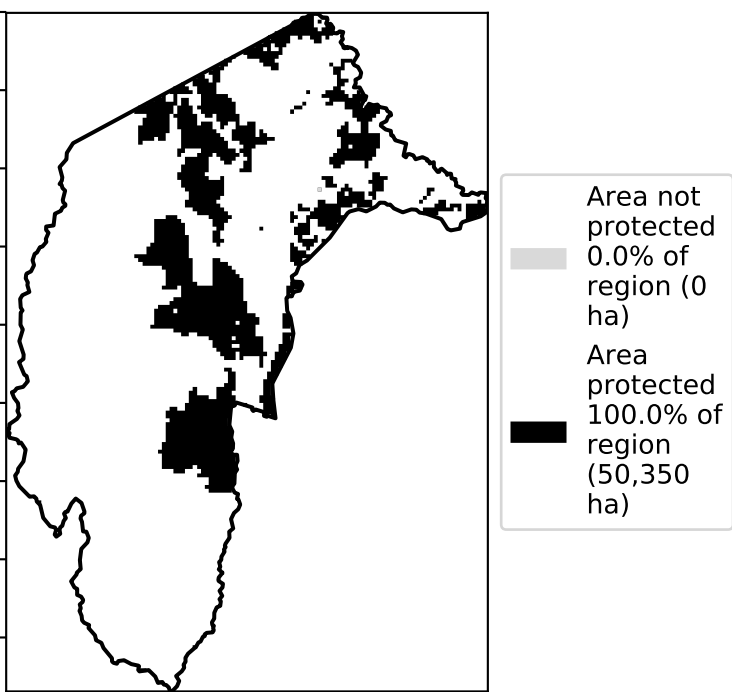 Area not
protected
0.0% of
region (0
ha)
Area
protected
100.0% of
region
(50,350
ha)